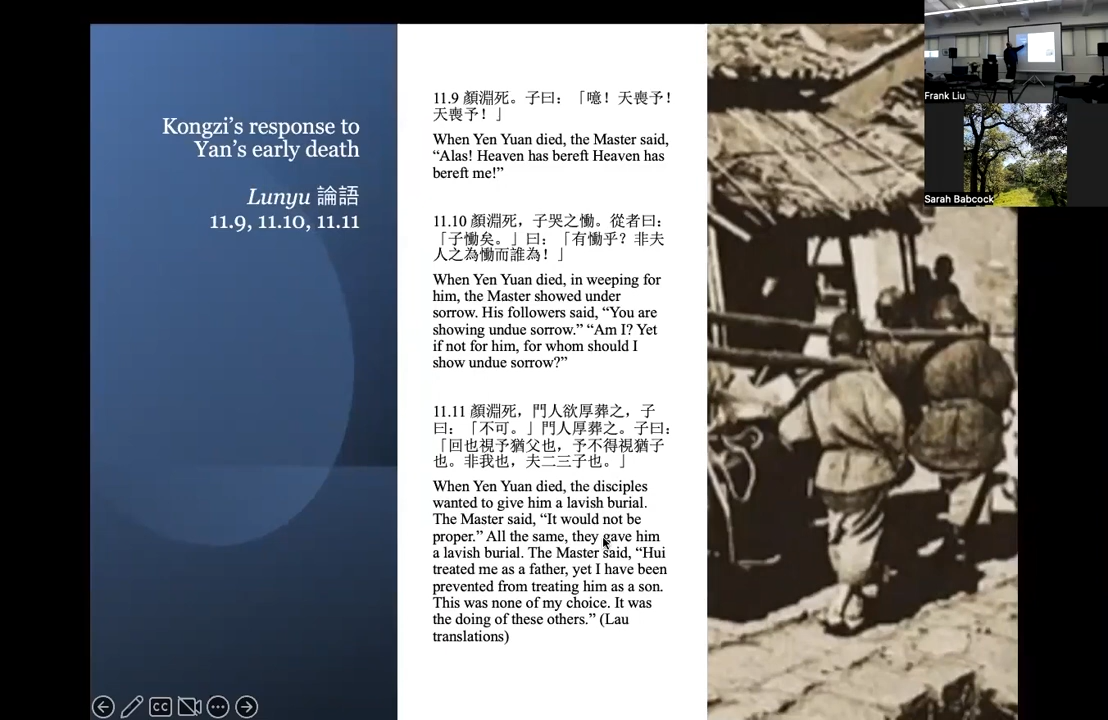 Kongzi's response to
Yan's early death
Lunyu 論語
11.9, 11.10, 11.11
11.9 顏淵死。子曰：「噫！天喪予！
天喪予！」
When Yen Yuan died, the Master said,
“Alas! Heaven has bereft Heaven has
bereft me!”
11.10 顏淵死，子哭之慟。從者曰：
「子慟矣。」曰：「有慟乎？非夫
人之為慟而誰為！」
When Yen Yuan died, in weeping for
him, the Master showed under
sorrow. His followers said, “You are
showing undue sorrow.” “Am I? Yet
if not for him, for whom should I
show undue sorrow?”
11.11 顏淵死，門人欲厚葬之，子
曰：「不可。」門人厚葬之。子曰：
「回也視予猶父也，予不得視猶子
也。非我也，夫二三子也。」
When Yen Yuan died, the disciples
wanted to give him a lavish burial.
The Master said, “It would not be
proper.” All the same, they gave him
a lavish burial. The Master said, “Hui
treated me as a father, yet I have been
prevented from treating him as a son.
This was none of my choice. It was
the doing of these others.” (Lau
translations)
Frank Liu
Sarah Babcock
CC